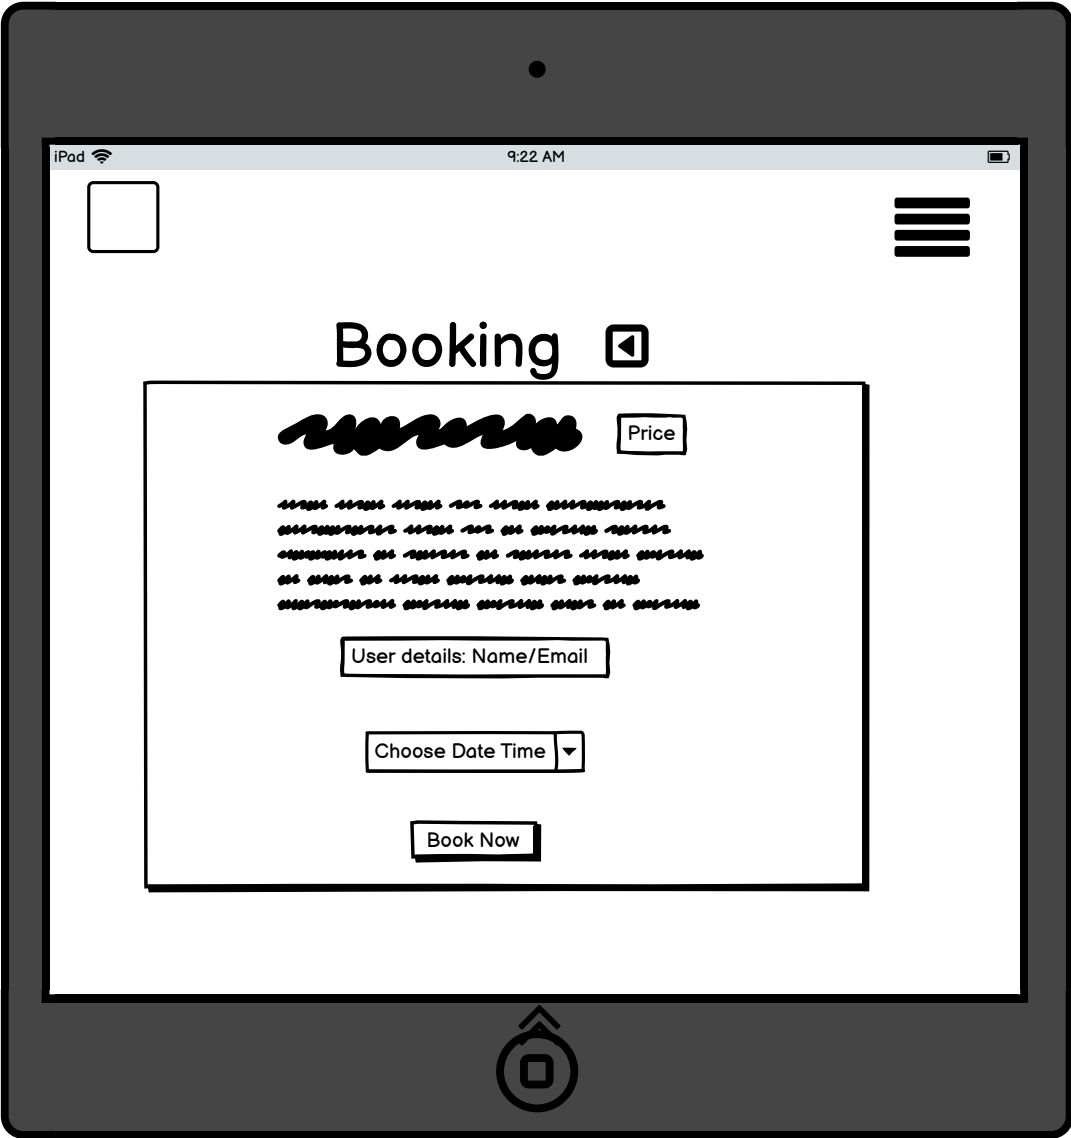 iPad 9:22 AM
Booking
Price
User details: Name/Email
Choose Date Time
Book Now